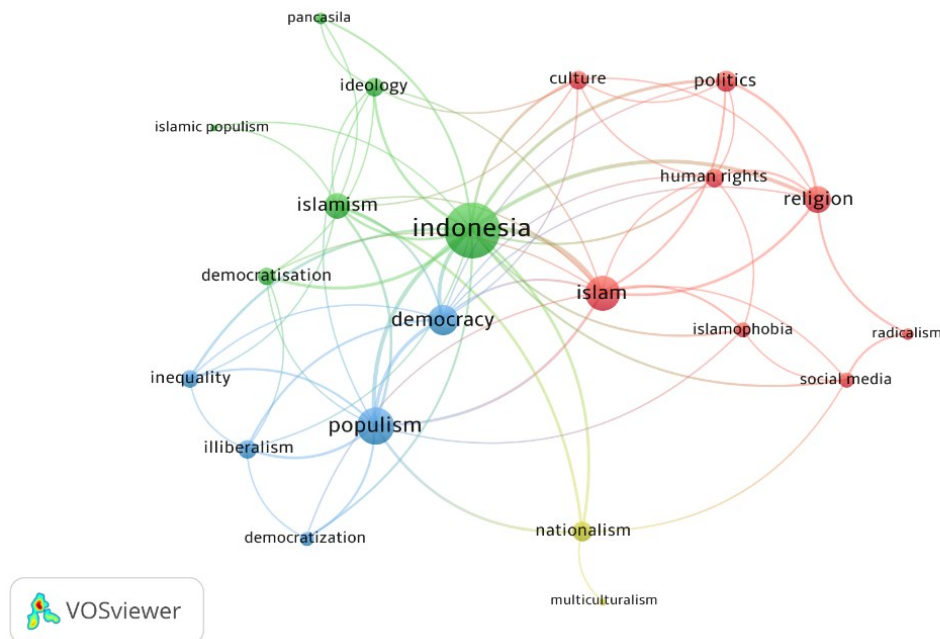 pancasila
ideology
culture
politics
islamic populism
human rights
religion
islamism
indonesia
democratisation
islam
democracy
islamophobia
radicalism
inequality
social media
populism
illiberalism
nationalism
democratization
multiculturalism
VOSviewer